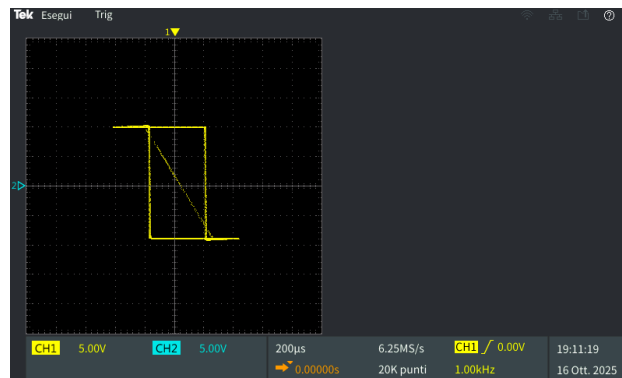 Tek Esegui Trig
1
2
CH1 5.00V CH2 5.00V 200µs 6.25MS/s CH1 0.00V 19:11:19
0.00000s 20K punti 1.00kHz 16 Ott. 2025